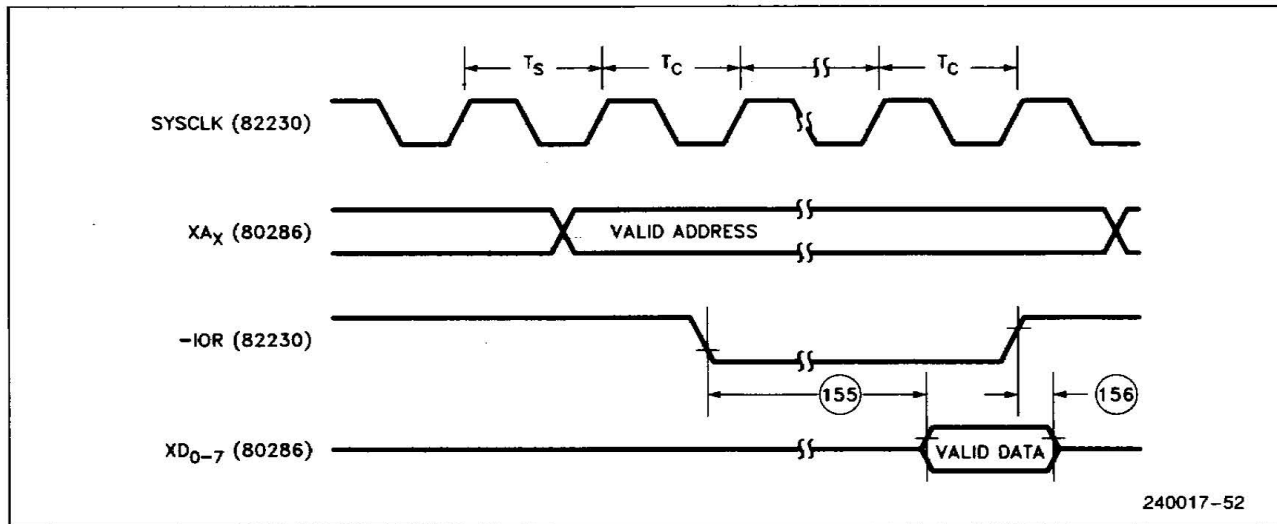 T_S T_C T_C
SYSCLK (82230)
XA_X (80286) VALID ADDRESS
-IOR (82230)
155 156
XD_0-7 (80286) VALID DATA
240017-52